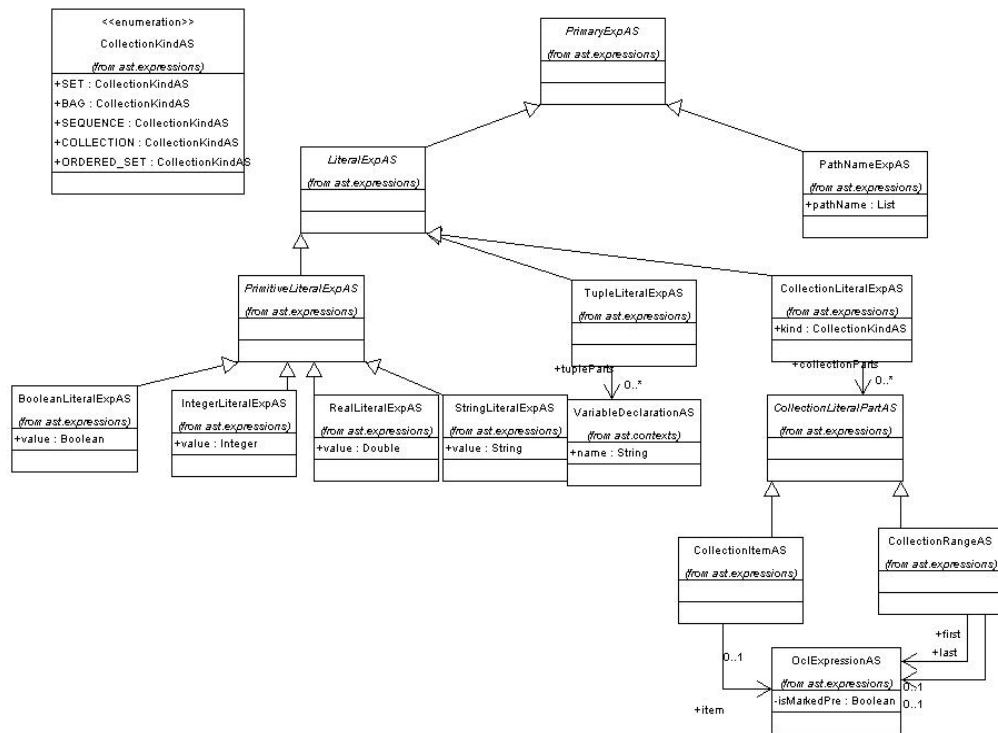 <<enumeration>>
CollectionKindAS
(from ast.expressions)
+SET : CollectionKindAS
+BAG : CollectionKindAS
+SEQUENCE : CollectionKindAS
+COLLECTION : CollectionKindAS
+ORDERED_SET : CollectionKindAS
PrimaryExpAS
(from ast.expressions)
LiteralExpAS
(from ast.expressions)
PathNameExpAS
(from ast.expressions)
+pathName : List
PrimitiveLiteralExpAS
(from ast.expressions)
TupleLiteralExpAS
(from ast.expressions)
CollectionLiteralExpAS
(from ast.expressions)
+kind : CollectionKindAS
+tupleParts
0..*
+collectionParts
0..*
BooleanLiteralExpAS
(from ast.expressions)
+value : Boolean
IntegerLiteralExpAS
(from ast.expressions)
+value : Integer
RealLiteralExpAS
(from ast.expressions)
+value : Double
StringLiteralExpAS
(from ast.expressions)
+value : String
VariableDeclarationAS
(from ast.contexts)
+name : String
CollectionLiteralPartAS
(from ast.expressions)
CollectionItemAS
(from ast.expressions)
CollectionRangeAS
(from ast.expressions)
+first
+last
0..1
OclExpressionAS
(from ast.expressions)
-isMarkedPre : Boolean
0..1
0..1
+item